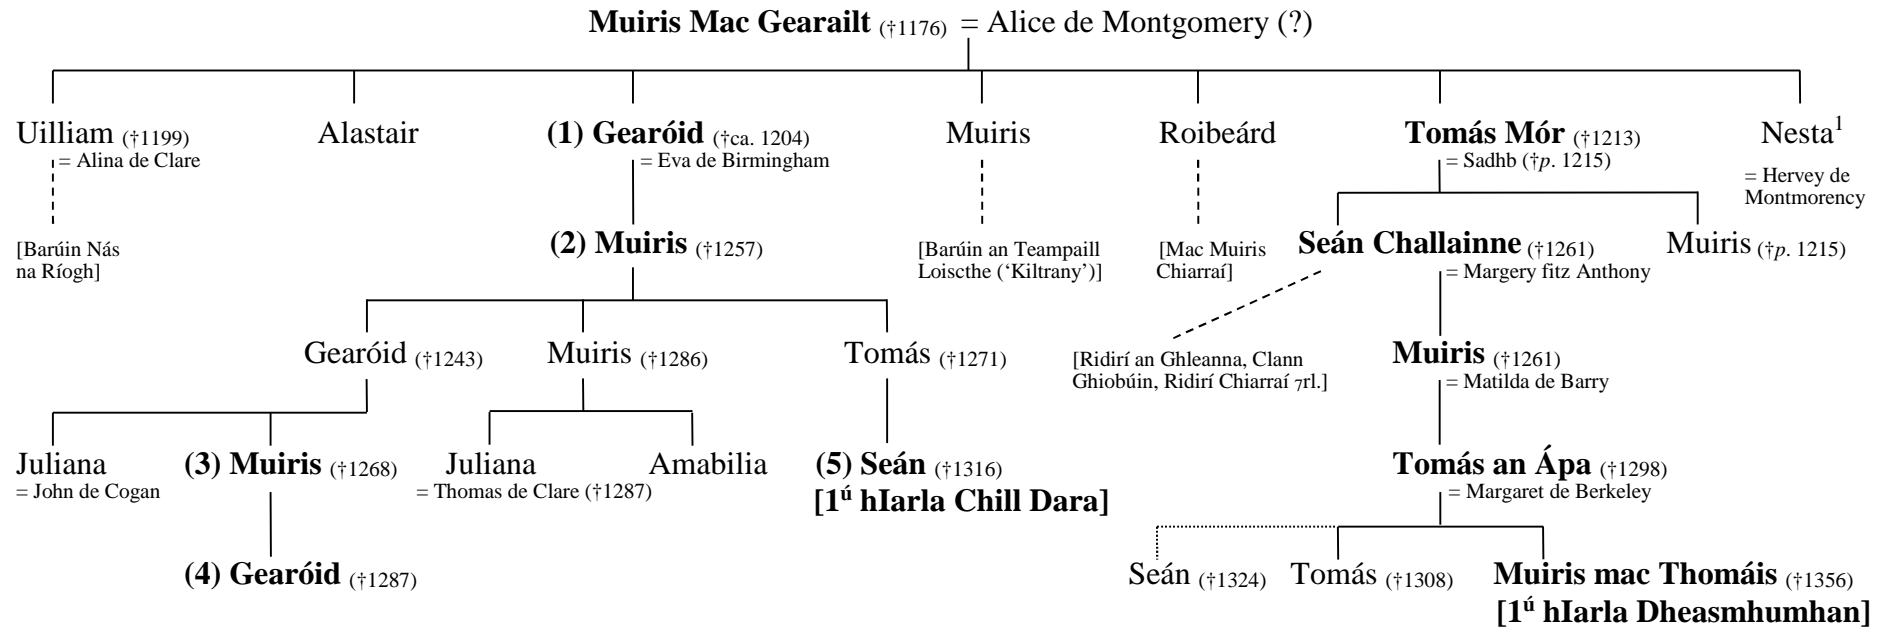 Muiris Mac Gearailt (†1176) = Alice de Montgomery (?)
Uilliam (†1199) Alastair (1) Gearóid (†ca. 1204) Muiris Roibeárd Tomás Mór (†1213) Nesta1
= Alina de Clare = Eva de Birmingham = Sadhb (†p. 1215)
= Hervey de
Montmorency
[Barúin Nás
na Ríogh]
(2) Muiris (†1257)
[Barúin an Teampaill
Loiscthe (‘Kiltrany’)]
[Mac Muiris
Chiarraí]
Seán Challainne (†1261) Muiris (†p. 1215)
= Margery fitz Anthony
Gearóid (†1243) Muiris (†1286) Tomás (†1271)
[Ridirí an Ghleanna, Clann
Ghiobúin, Ridirí Chiarraí ⁊rl.]
Muiris (†1261)
= Matilda de Barry
Juliana (3) Muiris (†1268) Juliana Amabilia (5) Seán (†1316) Tomás an Ápa (†1298)
= John de Cogan = Thomas de Clare (†1287) = Margaret de Berkeley
[1ú hIarla Chill Dara]
(4) Gearóid (†1287) Seán (†1324) Tomás (†1308) Muiris mac Thomáis (†1356)
[1ú hIarla Dheasmhumhan]